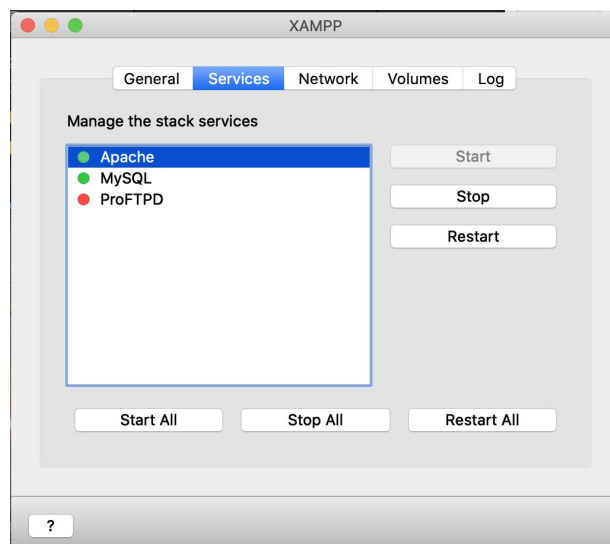 XAMPP
General Services Network Volumes Log
Manage the stack services
Apache
MySQL
ProFTPD
Start
Stop
Restart
Start All Stop All Restart All
?